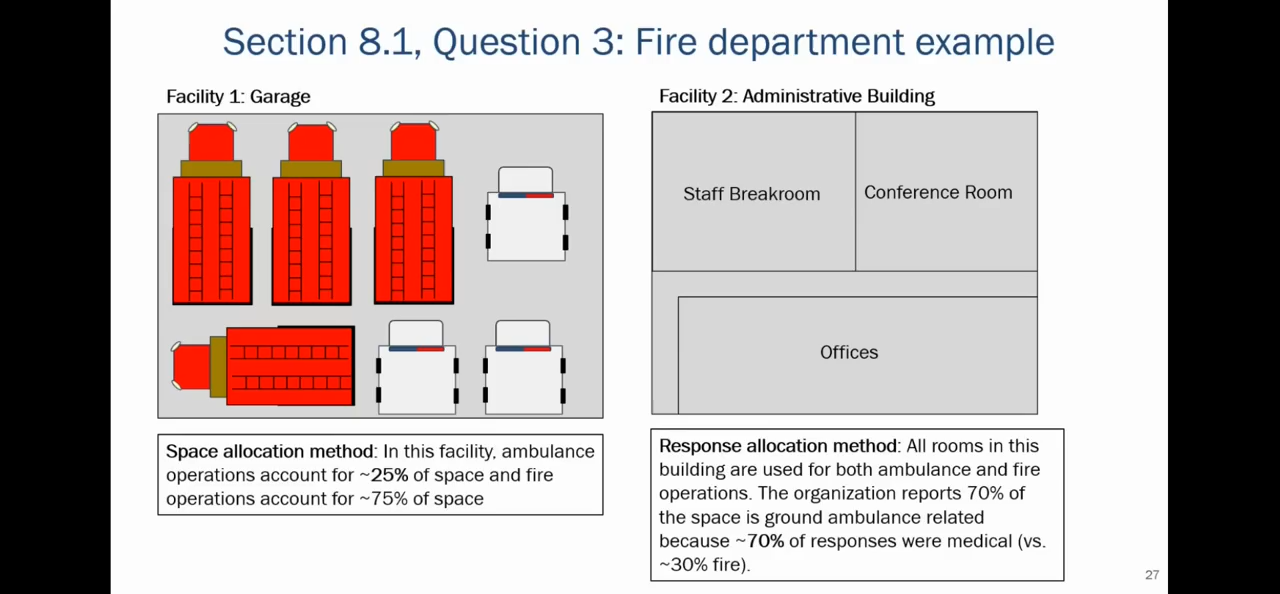 Section 8.1, Question 3: Fire department example
Facility 1: Garage
Space allocation method: In this facility, ambulance
operations account for ~25% of space and fire
operations account for ~75% of space
Facility 2: Administrative Building
Staff Breakroom
Conference Room
Offices
Response allocation method: All rooms in this
building are used for both ambulance and fire
operations. The organization reports 70% of
the space is ground ambulance related
because ~70% of responses were medical (vs.
~30% fire).
27